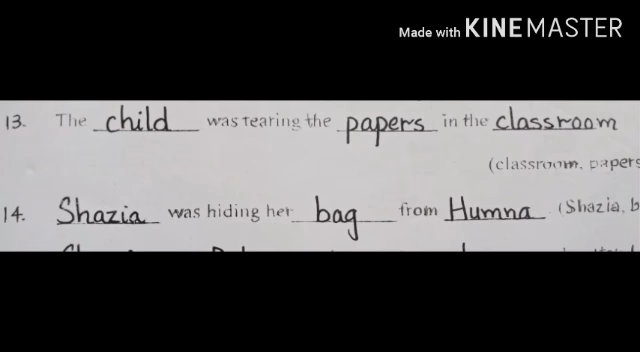 Made with KINEMASTER
13. The child was tearing the papers in the classroom
(classroom, papers
14. Shazia was hiding her bag from Humna (Shazia, b